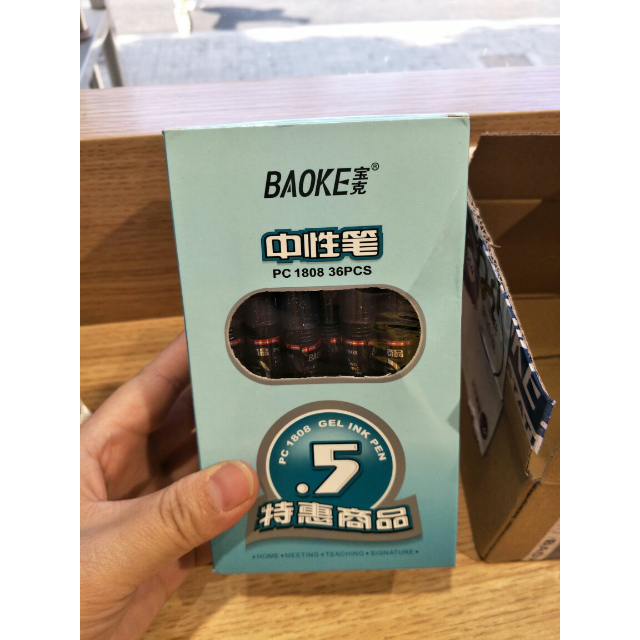 BAOKE宝克®
中性笔
PC 1808 36PCS
BAOKE
PC 1808 GEL INK PEN
.5
特惠商品
•HOME •MEETING •TEACHING •SIGNATURE•